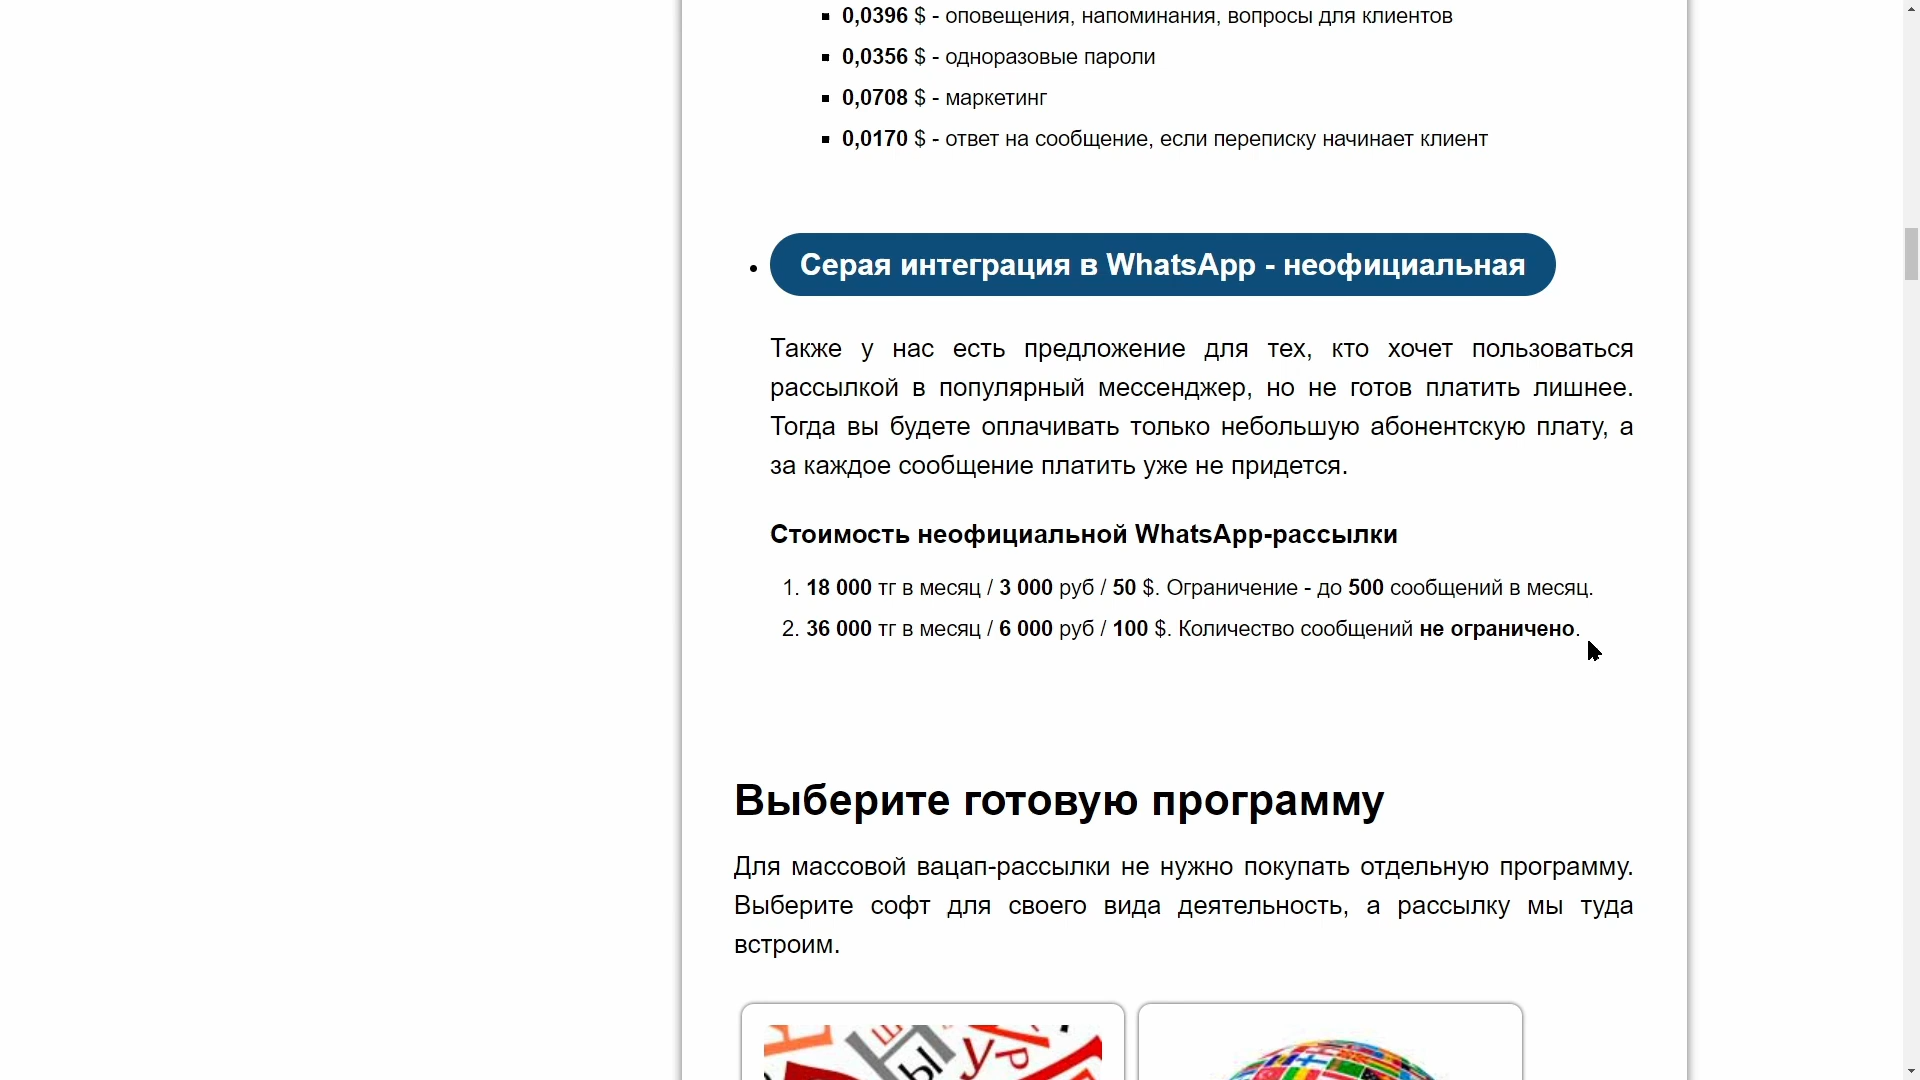 0,0396 $ - оповещения, напоминания, вопросы для клиентов
0,0356 $ - одноразовые пароли
0,0708 $ - маркетинг
0,0170 $ - ответ на сообщение, если переписку начинает клиент
Серая интеграция в WhatsApp - неофициальная
Также у нас есть предложение для тех, кто хочет пользоваться
рассылкой в популярный мессенджер, но не готов платить лишнее.
Тогда вы будете оплачивать только небольшую абонентскую плату, а
за каждое сообщение платить уже не придется.
Стоимость неофициальной WhatsApp-рассылки
1. 18 000 тг в месяц / 3 000 руб / 50 $. Ограничение - до 500 сообщений в месяц.
2. 36 000 тг в месяц / 6 000 руб / 100 $. Количество сообщений не ограничено.
Выберите готовую программу
Для массовой вацап-рассылки не нужно покупать отдельную программу.
Выберите софт для своего вида деятельность, а рассылку мы туда
встроим.